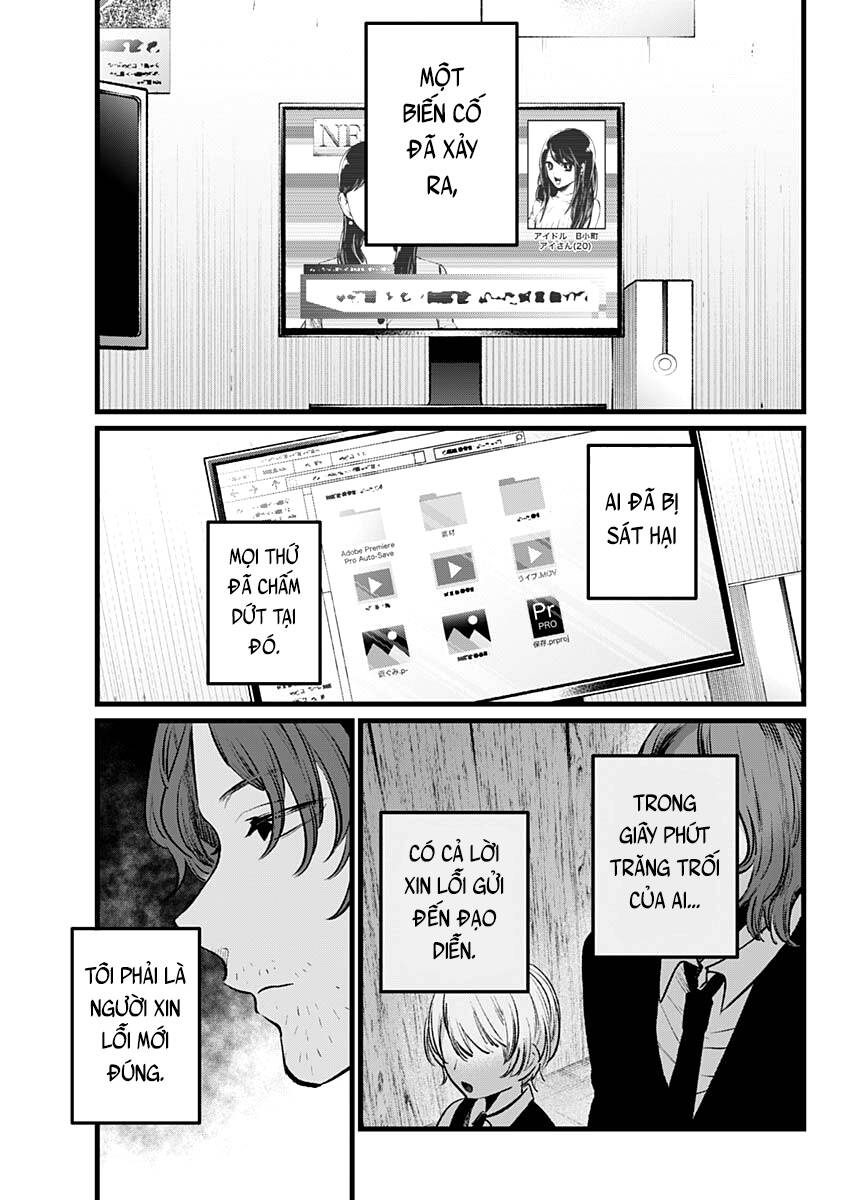 MỘT
BIẾN CỐ
ĐÃ XẢY
RA,
NE
アイドル B小町
アイさん(20)
AI ĐÃ BỊ
SÁT HẠI
MỌI THỨ
ĐÃ CHẤM
DỨT TẠI
ĐÓ.
Adobe Premiere
Pro Auto-Save
素材
ライブ.MOV
Pr
PRO
保存.prproj
TRONG
GIÂY PHÚT
TRĂNG TRỐI
CỦA AI...
CÓ CẢ LỜI
XIN LỖI GỬI
ĐẾN ĐẠO
DIỄN.
TÔI PHẢI LÀ
NGƯỜI XIN
LỖI MỚI
ĐÚNG.